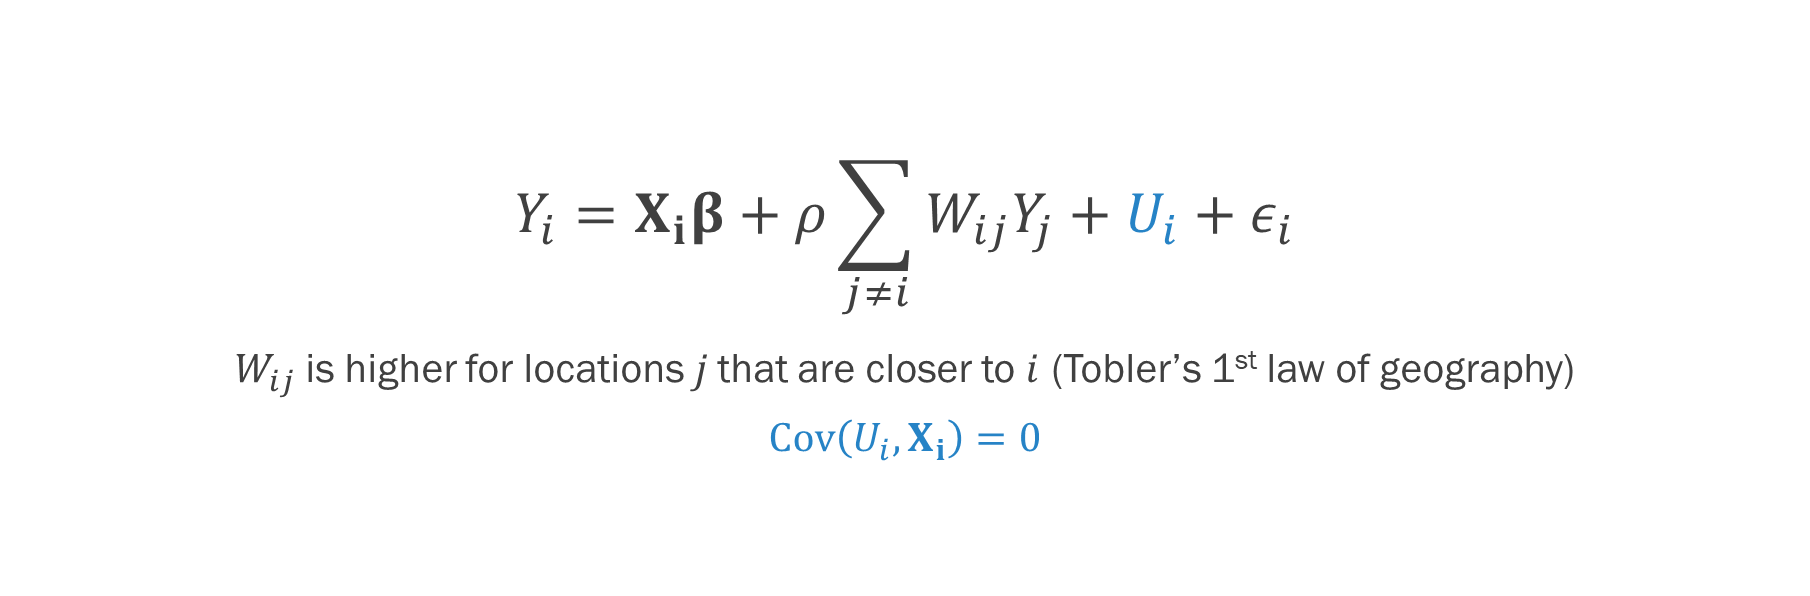 Yᵢ = Xᵢβ + ρ ∑_{j≠i} Wᵢⱼ Yⱼ + Uᵢ + ϵᵢ
Wᵢⱼ is higher for locations j that are closer to i (Tobler’s 1ˢᵗ law of geography)
Cov(Uᵢ, Xᵢ) = 0